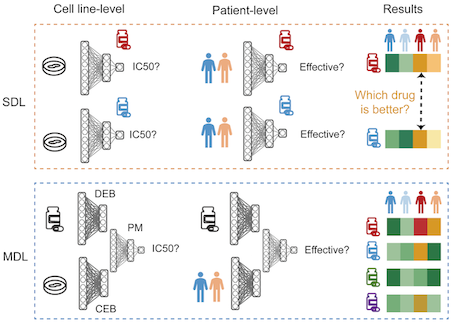 Cell line-level Patient-level Results
SDL
IC50?
Effective?
Which drug
is better?
IC50?
Effective?
MDL
DEB
PM
IC50?
CEB
Effective?